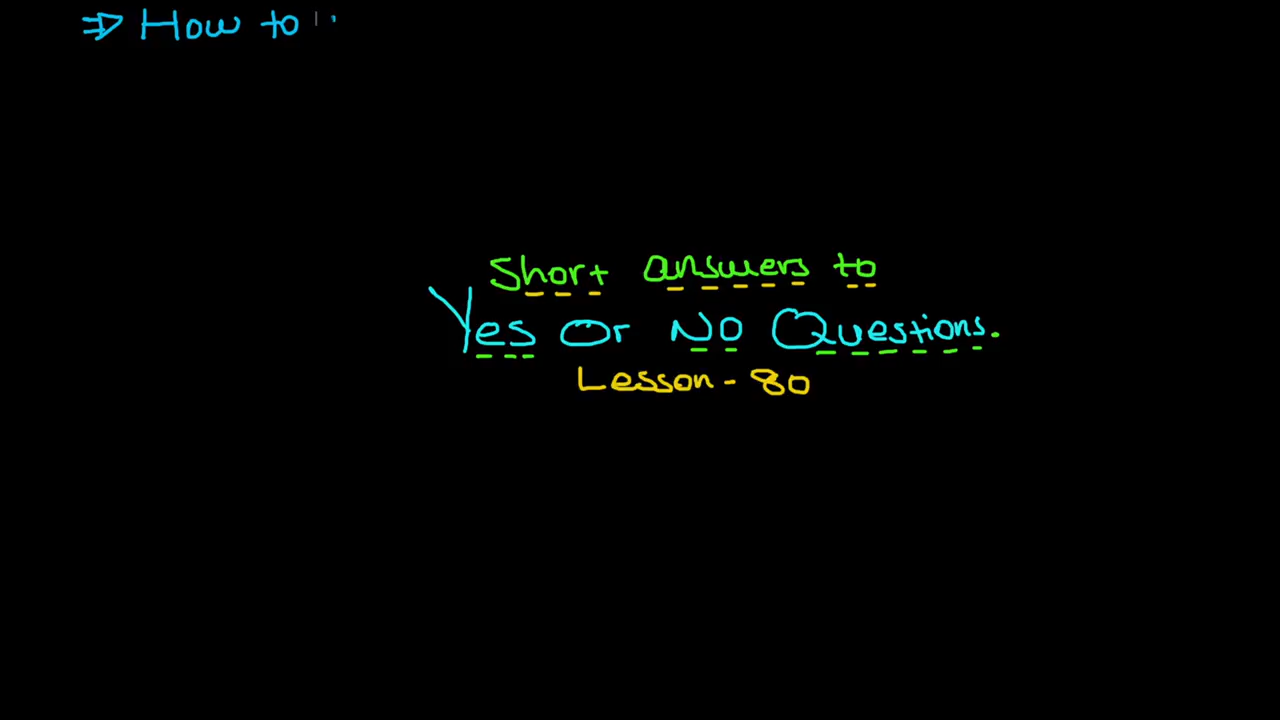 ⇒ How to
Short answers to
Yes Or No Questions.
Lesson - 80